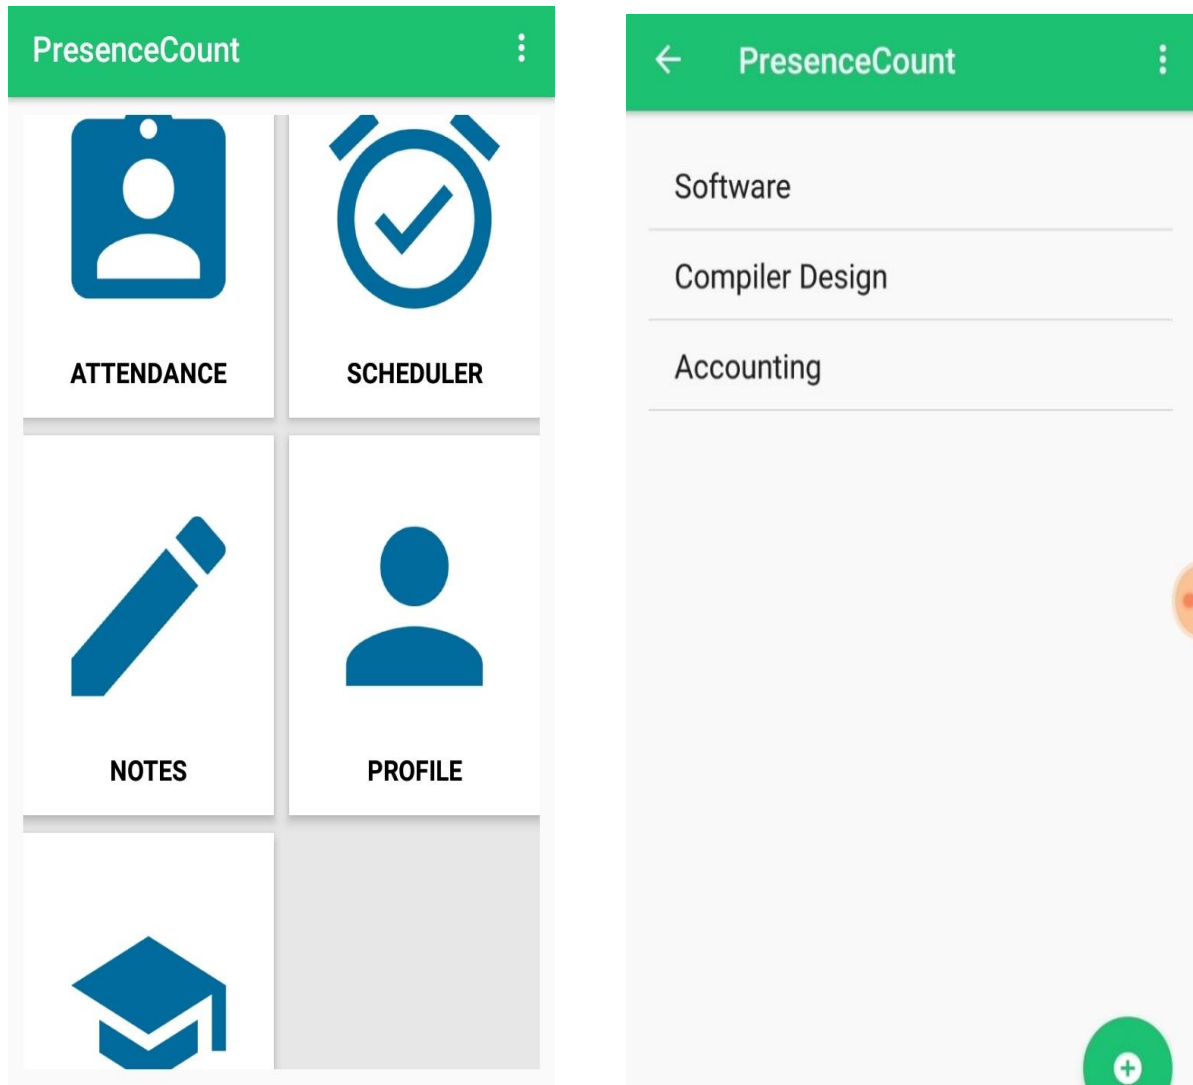 PresenceCount
ATTENDANCE
SCHEDULER
NOTES
PROFILE
PresenceCount
Software
Compiler Design
Accounting